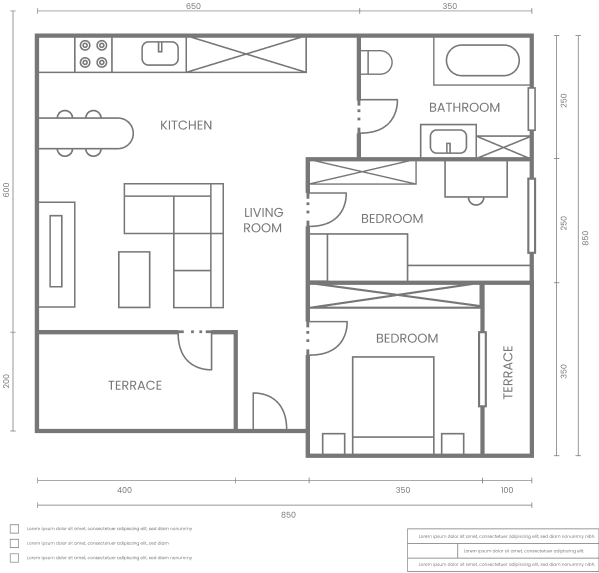 650
350
KITCHEN
BATHROOM
250
600
LIVING
ROOM
BEDROOM
250
850
BEDROOM
TERRACE
350
200
TERRACE
400
350
100
850
Lorem ipsum dolor sit amet, consectetuer adipiscing elit, sed diam nonummy
Lorem ipsum dolor sit amet, consectetuer adipiscing elit, sed diam nonummy nibh.
Lorem ipsum dolor sit amet, consectetuer adipiscing elit, sed diam
Lorem ipsum dolor sit amet, consectetuer adipiscing elit.
Lorem ipsum dolor sit amet, consectetuer adipiscing elit, sed diam nonummy
Lorem ipsum dolor sit amet, consectetuer adipiscing elit, sed diam nonummy nibh.